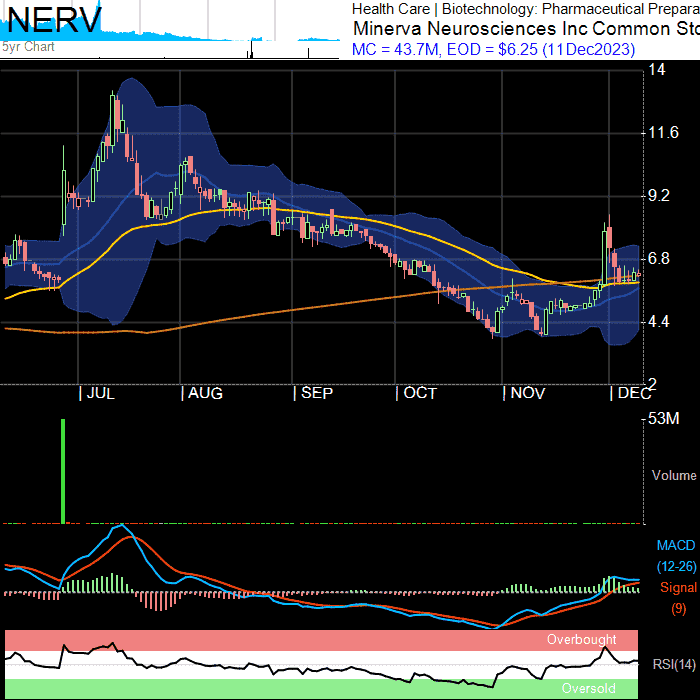 NERV
5yr Chart
Health Care | Biotechnology: Pharmaceutical Prepara
Minerva Neurosciences Inc Common Sto
MC = 43.7M, EOD = $6.25 (11Dec2023)
14
11.6
9.2
6.8
4.4
2
JUL AUG SEP OCT NOV DEC
53M
Volume
MACD
(12-26)
Signal
(9)
Overbought
RSI(14)
Oversold